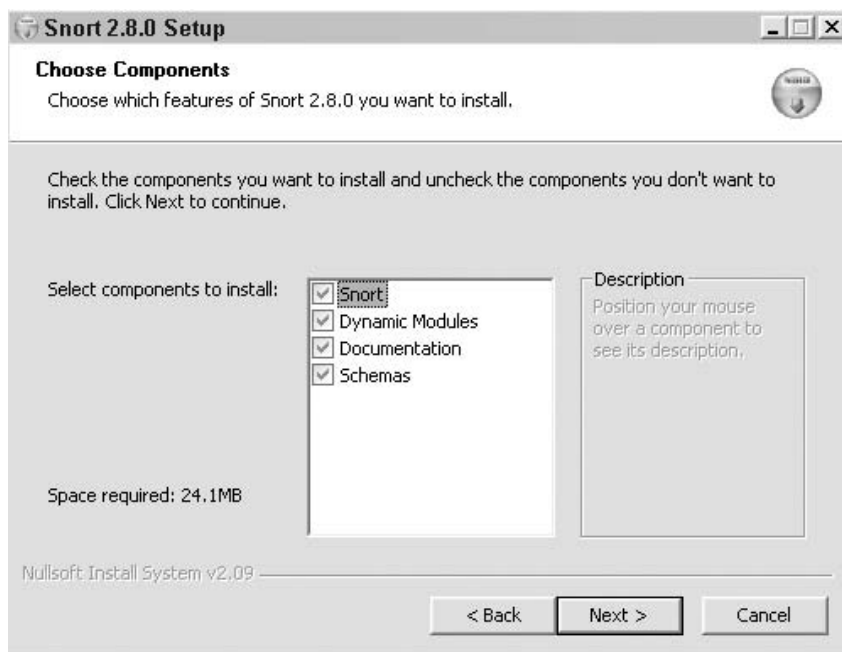 Snort 2.8.0 Setup
Choose Components
Choose which features of Snort 2.8.0 you want to install.
Check the components you want to install and uncheck the components you don't want to
install. Click Next to continue.
Select components to install:
Snort
Dynamic Modules
Documentation
Schemas
Description
Position your mouse
over a component to
see its description.
Space required: 24.1MB
Nullsoft Install System v2.09
< Back
Next >
Cancel